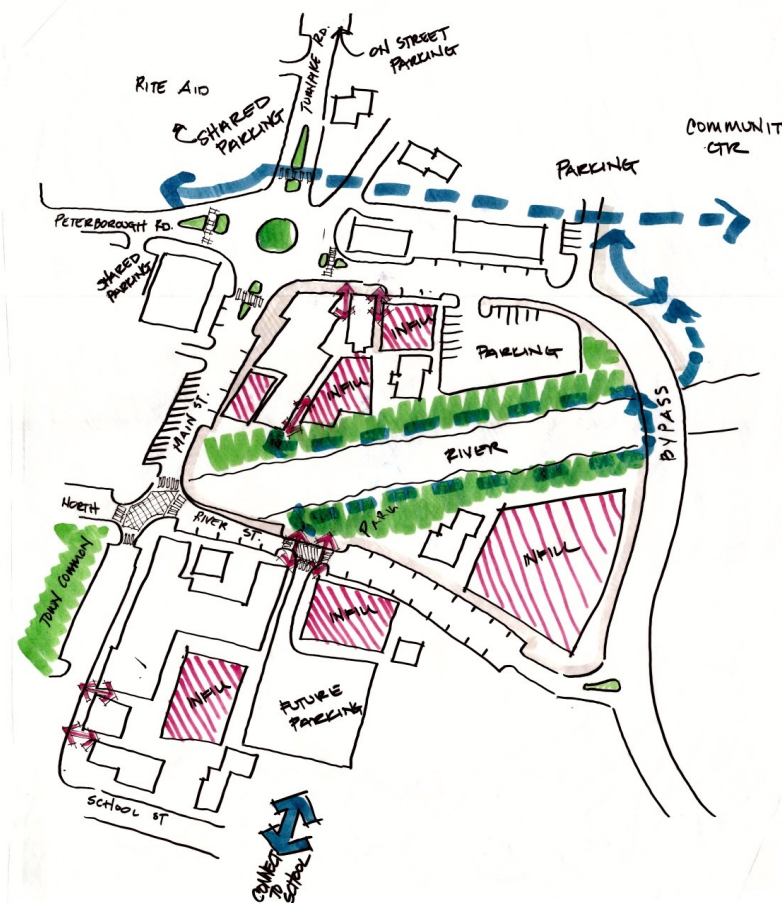 TURNPIKE RD.
ON STREET
PARKING
RITE AID
SHARED
PARKING
COMMUNIT
CTR
PARKING
PETERBOROUGH RD.
SHARED
PARKING
INFILL
PARKING
INFILL
MAIN ST.
RIVER
BYPASS
NORTH
RIVER ST.
PARK
TOWN COMMON
INFILL
INFILL
INFILL
FUTURE
PARKING
SCHOOL ST
CONNECT
TO
SCHOOL